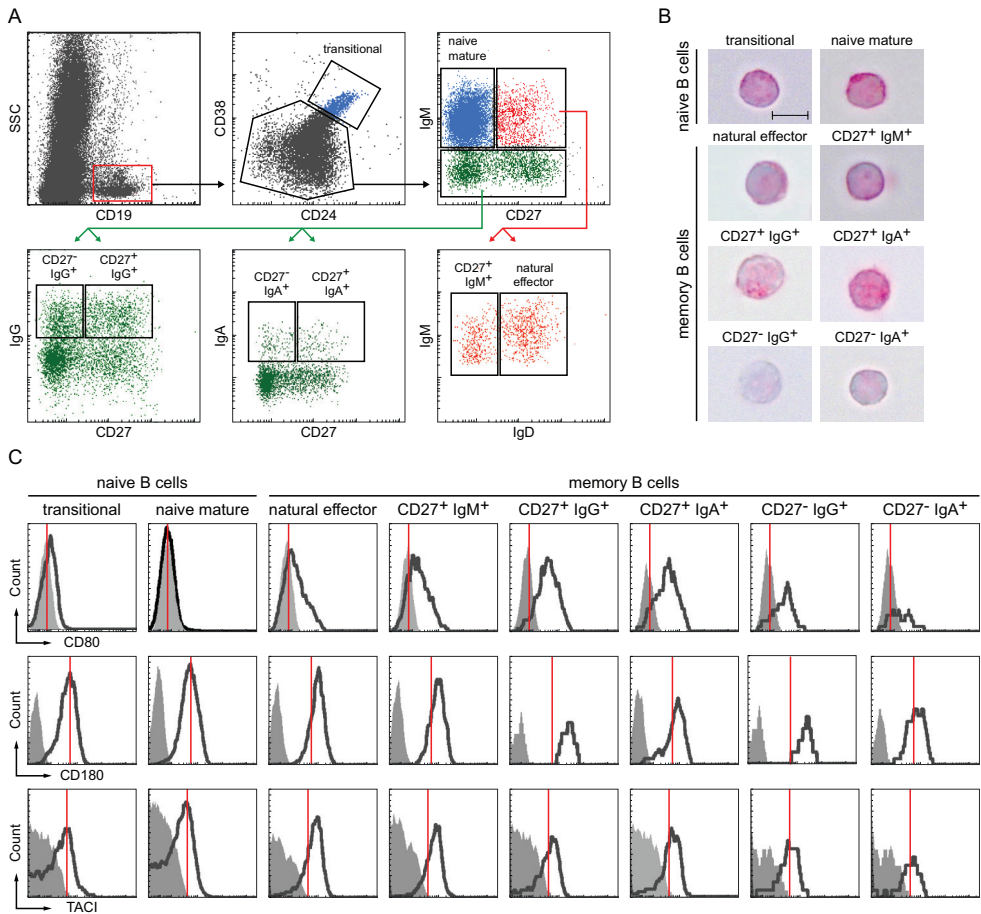 A
SSC
CD19
CD38
transitional
CD24
IgM
naive
mature
CD27
IgG
CD27⁻
IgG⁺
CD27⁺
IgG⁺
CD27
IgA
CD27⁻
IgA⁺
CD27⁺
IgA⁺
CD27
IgM
CD27⁺
IgM⁺
natural
effector
IgD
B
naive B cells
transitional
naive mature
memory B cells
natural effector
CD27⁺ IgM⁺
CD27⁺ IgG⁺
CD27⁺ IgA⁺
CD27⁻ IgG⁺
CD27⁻ IgA⁺
C
naive B cells
memory B cells
transitional
naive mature
natural effector
CD27⁺ IgM⁺
CD27⁺ IgG⁺
CD27⁺ IgA⁺
CD27⁻ IgG⁺
CD27⁻ IgA⁺
Count
CD80
Count
CD180
Count
TACI